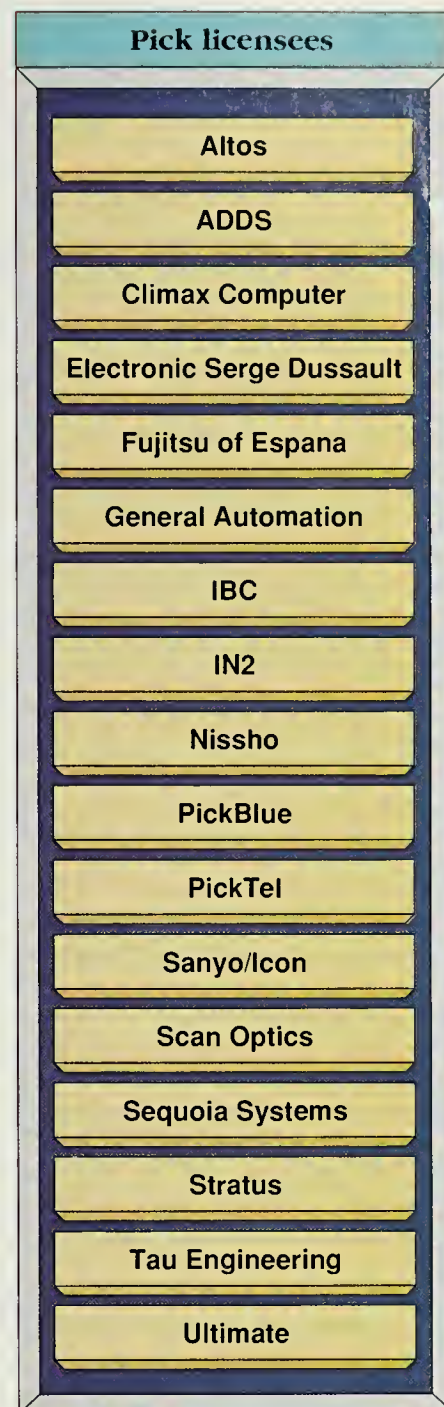 Pick licensees
Altos
ADDS
Climax Computer
Electronic Serge Dussault
Fujitsu of Espana
General Automation
IBC
IN2
Nissho
PickBlue
PickTel
Sanyo/Icon
Scan Optics
Sequoia Systems
Stratus
Tau Engineering
Ultimate